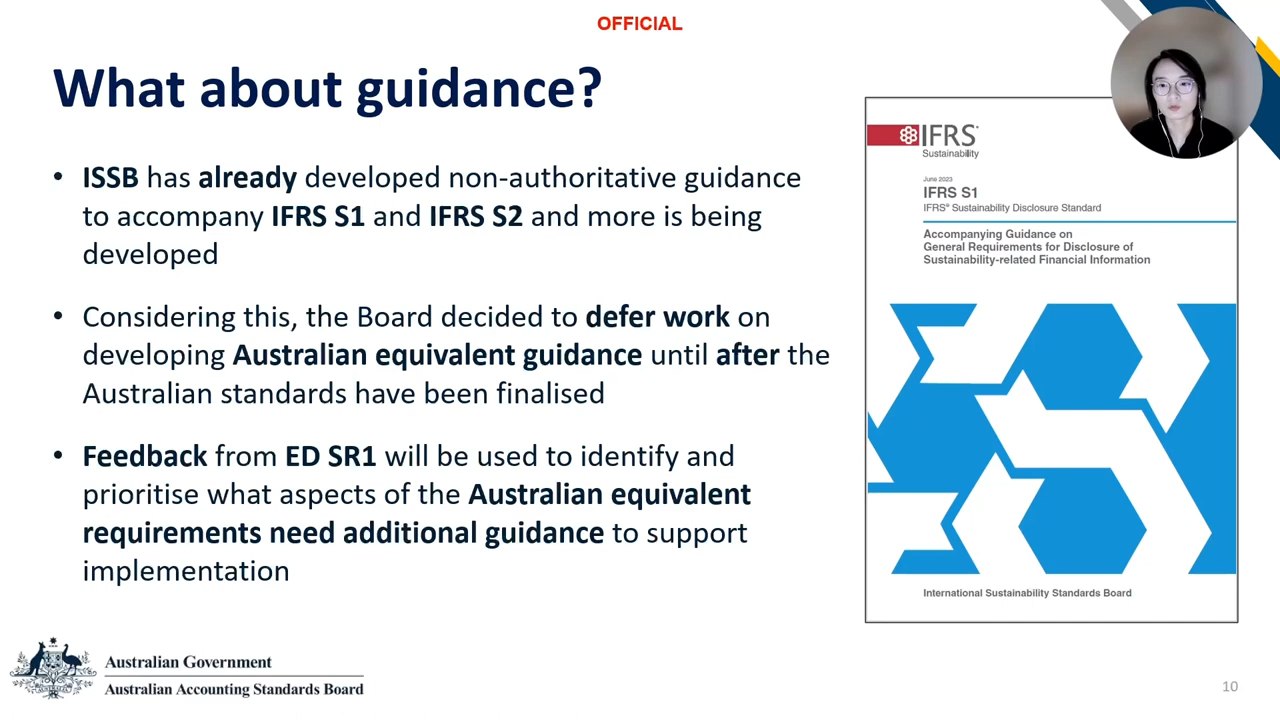 OFFICIAL
What about guidance?
• ISSB has already developed non-authoritative guidance
to accompany IFRS S1 and IFRS S2 and more is being
developed
• Considering this, the Board decided to defer work on
developing Australian equivalent guidance until after the
Australian standards have been finalised
• Feedback from ED SR1 will be used to identify and
prioritise what aspects of the Australian equivalent
requirements need additional guidance to support
implementation
IFRS®
Sustainability
June 2023
IFRS S1
IFRS® Sustainability Disclosure Standard
Accompanying Guidance on
General Requirements for Disclosure of
Sustainability-related Financial Information
International Sustainability Standards Board
Australian Government
Australian Accounting Standards Board
10